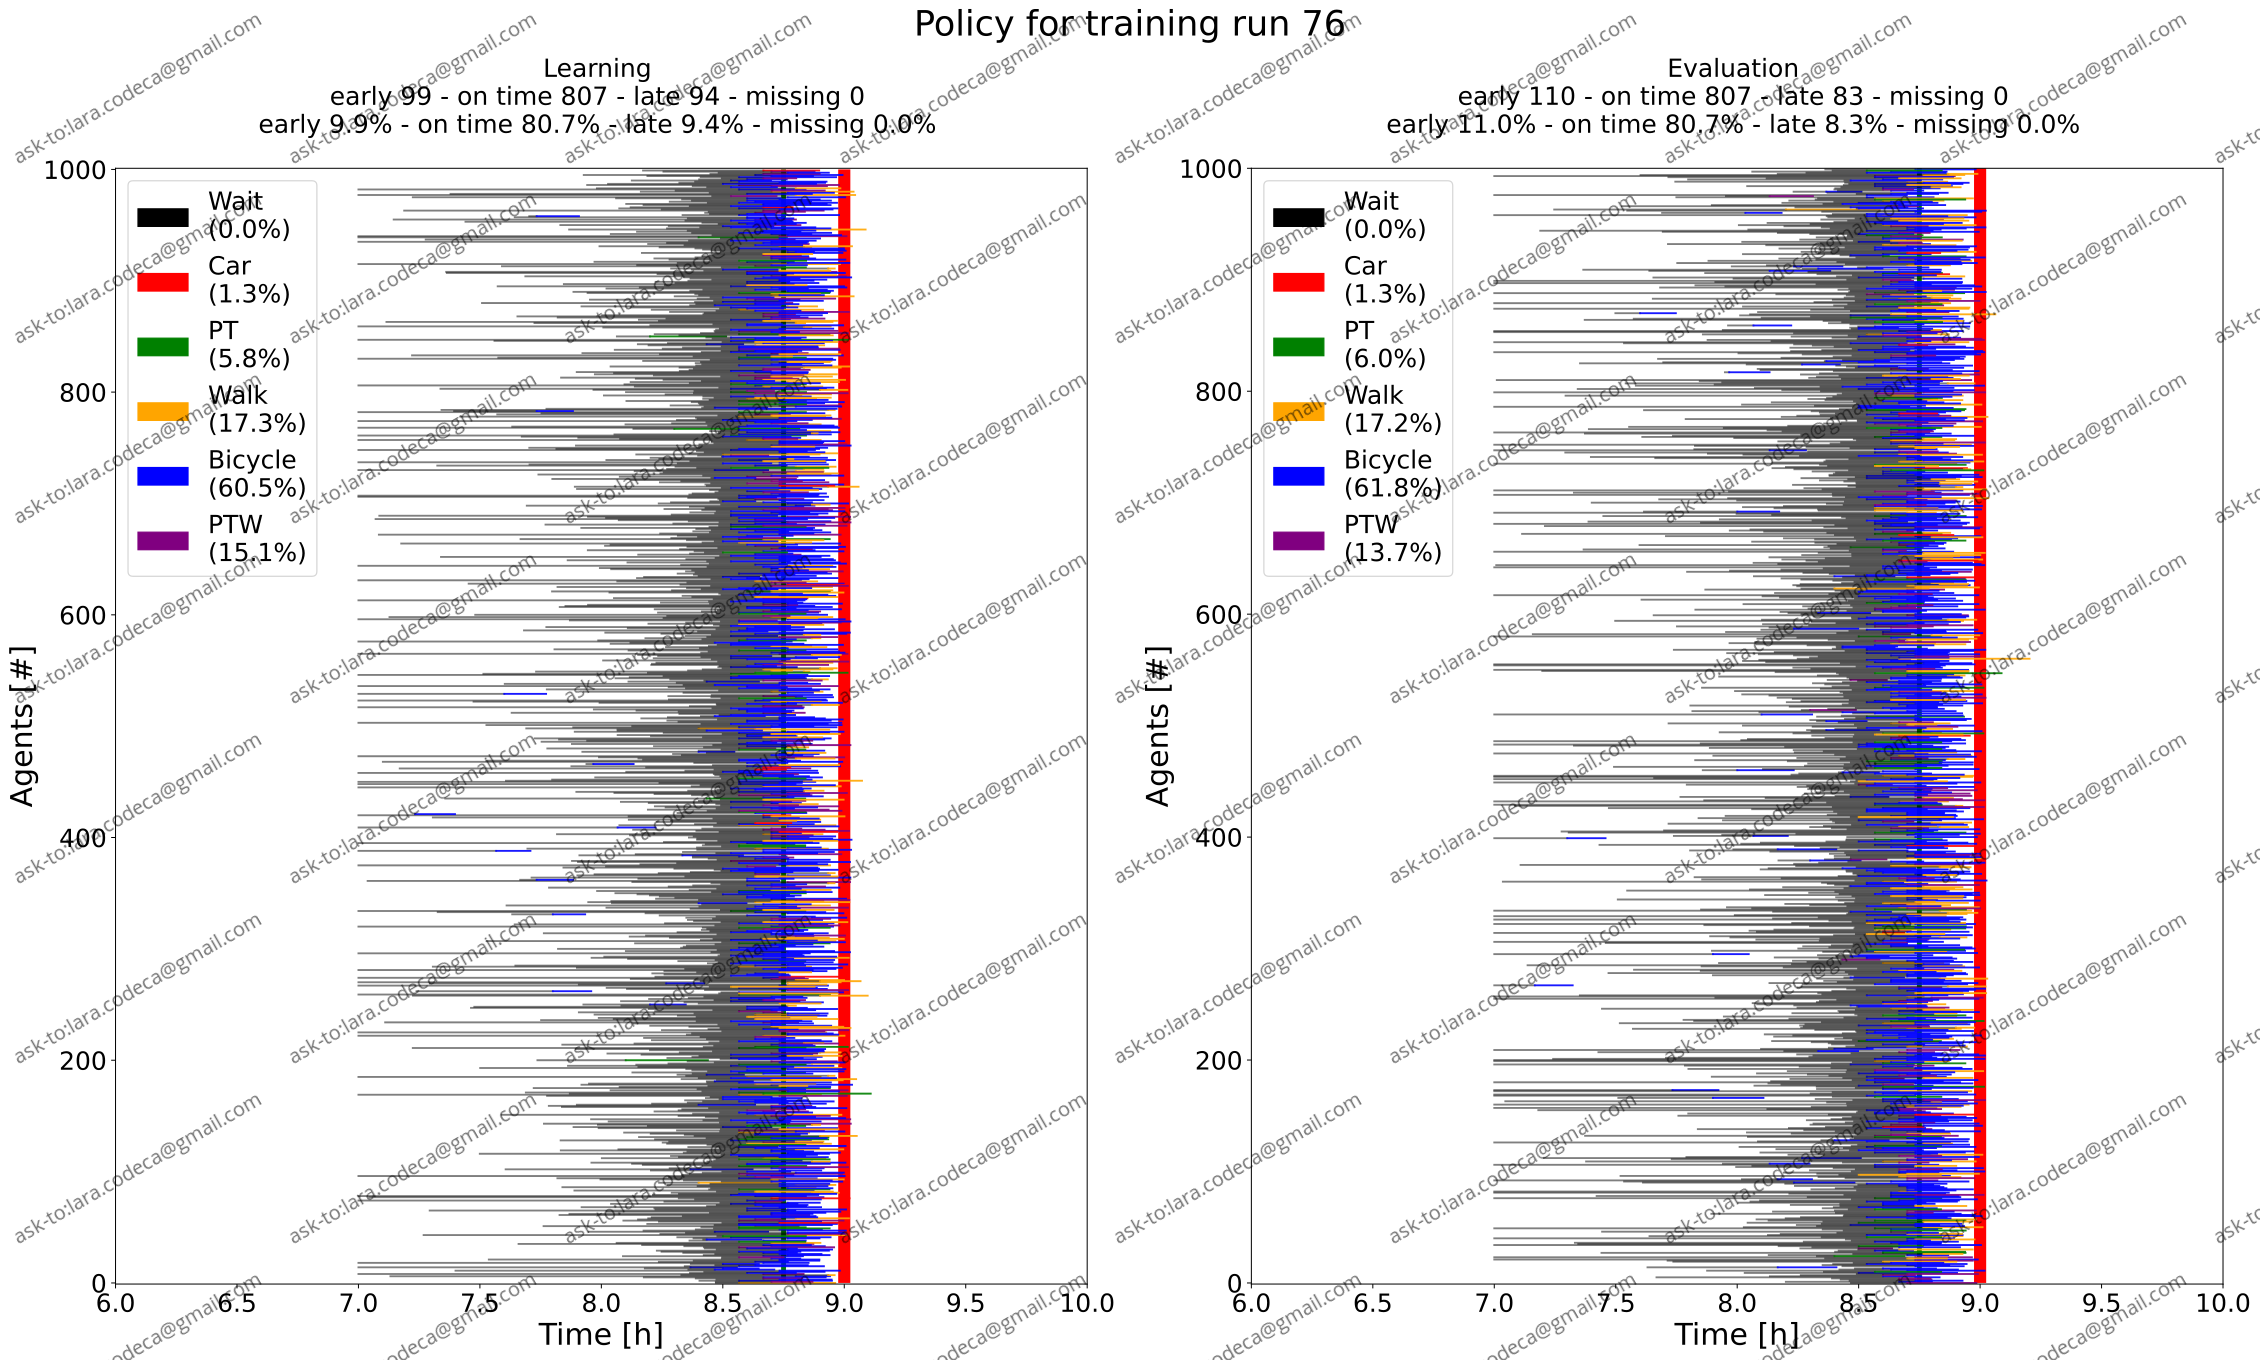 Policy for training run 76
Learning
early 99 - on time 807 - late 94 - missing 0
early 9.9% - on time 80.7% - late 9.4% - missing 0.0%
Agents [#]
1000
800
600
400
200
0
Wait
(0.0%)
Car
(1.3%)
PT
(5.8%)
Walk
(17.3%)
Bicycle
(60.5%)
PTW
(15.1%)
6.0 6.5 7.0 7.5 8.0 8.5 9.0 9.5 10.0
Time [h]
Evaluation
early 110 - on time 807 - late 83 - missing 0
early 11.0% - on time 80.7% - late 8.3% - missing 0.0%
Agents [#]
1000
800
600
400
200
0
Wait
(0.0%)
Car
(1.3%)
PT
(6.0%)
Walk
(17.2%)
Bicycle
(61.8%)
PTW
(13.7%)
6.0 6.5 7.0 7.5 8.0 8.5 9.0 9.5 10.0
Time [h]
ask-to:lara.codeca@gmail.com